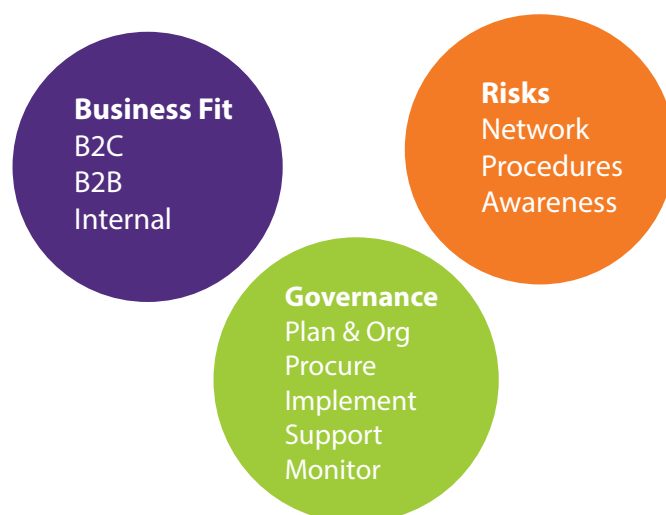 Business Fit
B2C
B2B
Internal
Risks
Network
Procedures
Awareness
Governance
Plan & Org
Procure
Implement
Support
Monitor